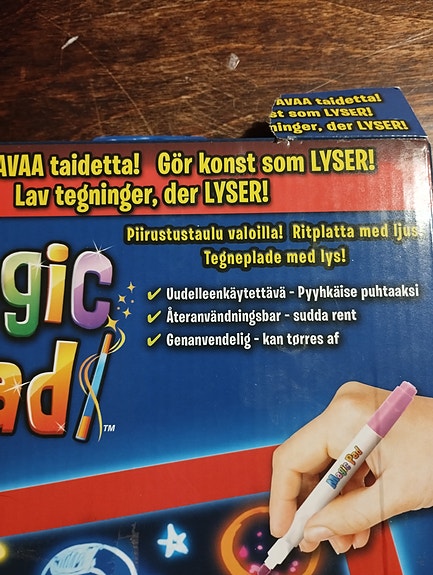 AVAA taidetta!
st som LYSER!
ninger, der LYSER!
AVAA taidetta! Gör konst som LYSER!
Lav tegninger, der LYSER!
Piirustustaulu valoilla! Ritplatta med ljus
Tegneplade med lys!
gic
ad
TM
✓ Uudelleenkäytettävä - Pyyhkäise puhtaaksi
✓ Återanvändningsbar - sudda rent
✓ Genanvendelig - kan tørres af
Magic Pad